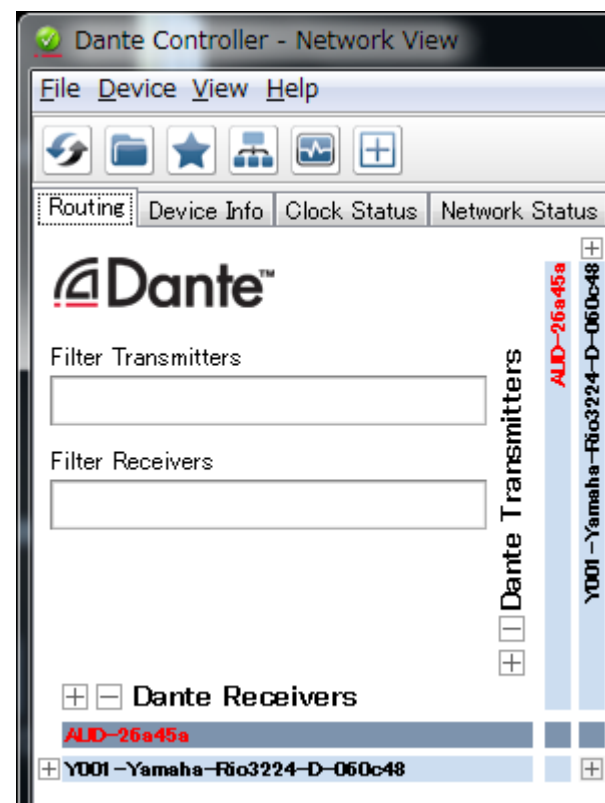 Dante Controller - Network View
File Device View Help
Routing Device Info Clock Status Network Status
Dante™
Filter Transmitters
Filter Receivers
Dante Transmitters
AUD-26a45a
Y001-Yamaha-Rio3224-D-060c48
Dante Receivers
AUD-26a45a
Y001-Yamaha-Rio3224-D-060c48